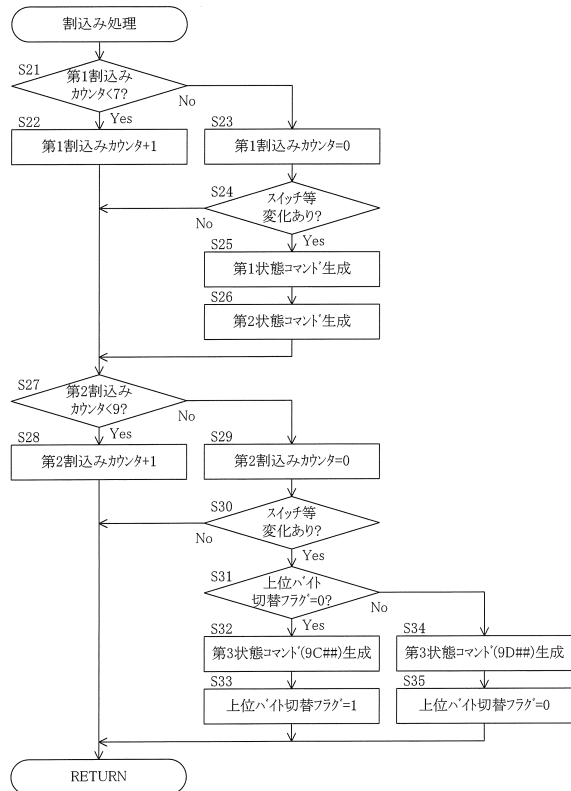 割込み処理
S21
第1割込み
カウンタ<7?
No
Yes
S22
第1割込みカウンタ+1
S23
第1割込みカウンタ=0
S24
スイッチ等
変化あり?
No
Yes
S25
第1状態コマンド生成
S26
第2状態コマンド生成
S27
第2割込み
カウンタ<9?
No
Yes
S28
第2割込みカウンタ+1
S29
第2割込みカウンタ=0
S30
スイッチ等
変化あり?
No
Yes
S31
上位バイト
切替フラグ=0?
No
Yes
S32
第3状態コマンド(9C##)生成
S34
第3状態コマンド(9D##)生成
S33
上位バイト切替フラグ=1
S35
上位バイト切替フラグ=0
RETURN